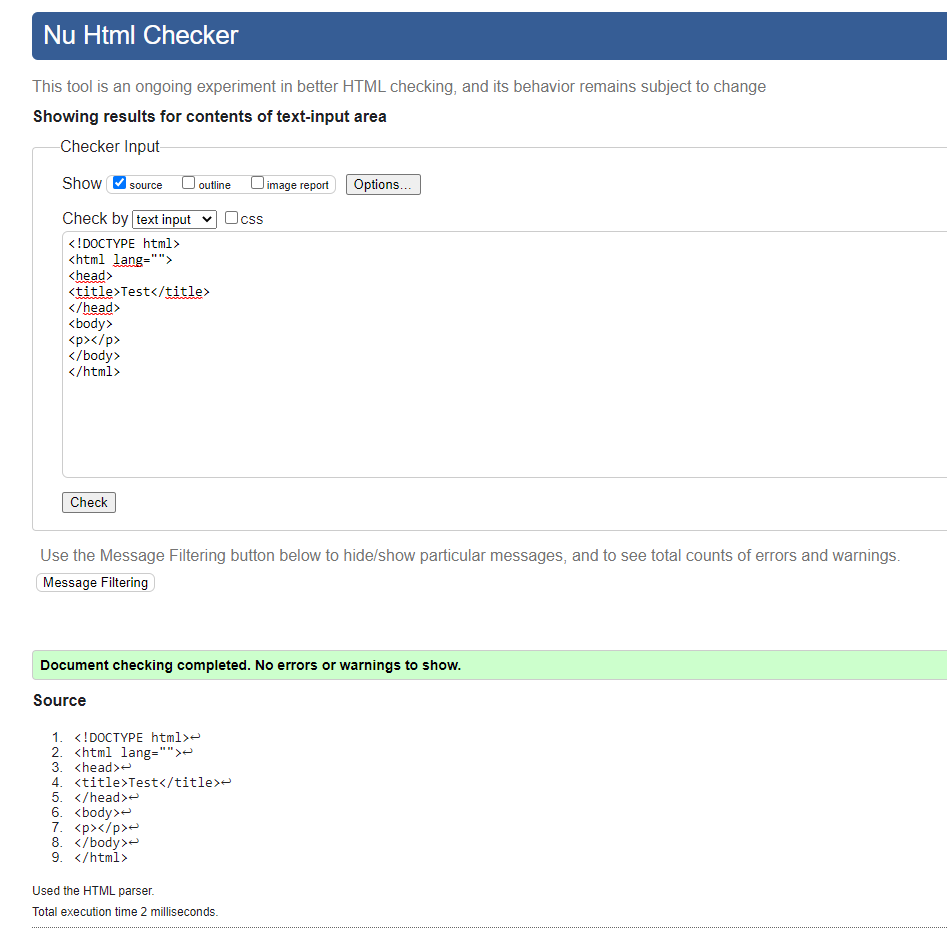 Nu Html Checker
This tool is an ongoing experiment in better HTML checking, and its behavior remains subject to change
Showing results for contents of text-input area
Checker Input
Show source outline image report Options...
Check by text input css
<!DOCTYPE html>
<html lang="">
<head>
<title>Test</title>
</head>
<body>
<p></p>
</body>
</html>
Check
Use the Message Filtering button below to hide/show particular messages, and to see total counts of errors and warnings.
Message Filtering
Document checking completed. No errors or warnings to show.
Source
1. <!DOCTYPE html>↩
2. <html lang="">↩
3. <head>↩
4. <title>Test</title>↩
5. </head>↩
6. <body>↩
7. <p></p>↩
8. </body>↩
9. </html>
Used the HTML parser.
Total execution time 2 milliseconds.